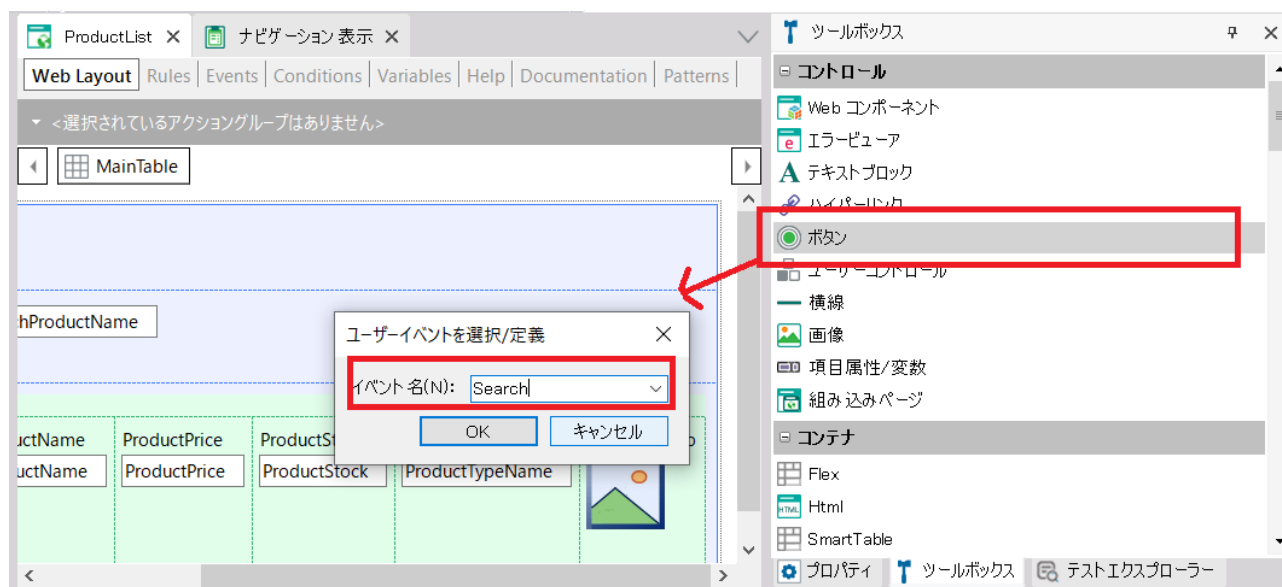 ProductList
ナビゲーション 表示
Web Layout
Rules
Events
Conditions
Variables
Help
Documentation
Patterns
<選択されているアクショングループはありません>
MainTable
hProductName
uctName
ProductPrice
ProductSt
uctName
ProductPrice
ProductStock
ProductTypeName
ユーザーイベントを選択/定義
イベント名(N):
Search
OK
キャンセル
ツールボックス
コントロール
Web コンポーネント
エラービューア
テキストブロック
ハイパーリンク
ボタン
ユーザーコントロール
横線
画像
項目属性/変数
組み込みページ
コンテナ
Flex
Html
SmartTable
プロパティ
ツールボックス
テストエクスプローラー